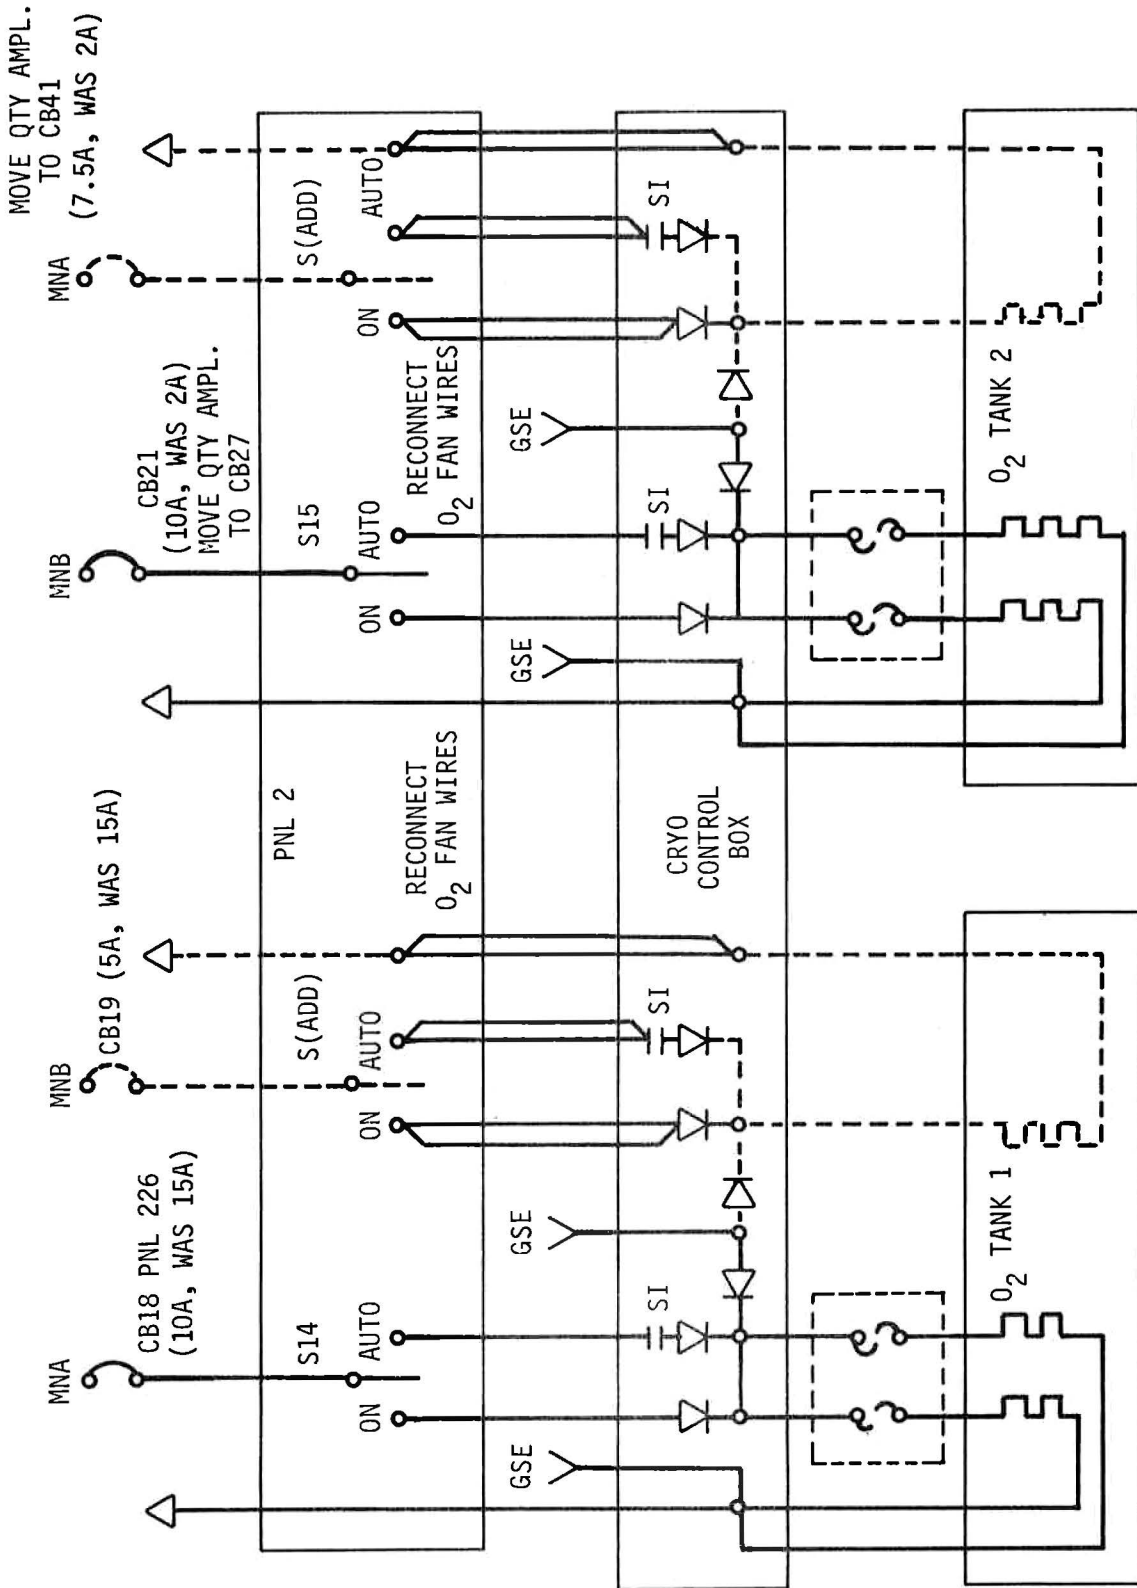 MNA
CB18 PNL 226
(10A, WAS 15A)
MNB
CB19 (5A, WAS 15A)
MNB
CB21
(10A, WAS 2A)
MOVE QTY AMPL.
TO CB27
MNA
MOVE QTY AMPL.
TO CB41
(7.5A, WAS 2A)
PNL 2
S14
ON
AUTO
S(ADD)
ON
AUTO
RECONNECT
O2 FAN WIRES
S15
ON
AUTO
RECONNECT
O2 FAN WIRES
S(ADD)
ON
AUTO
GSE
GSE
GSE
GSE
SI
SI
SI
SI
CRYO
CONTROL
BOX
O2 TANK 1
O2 TANK 2